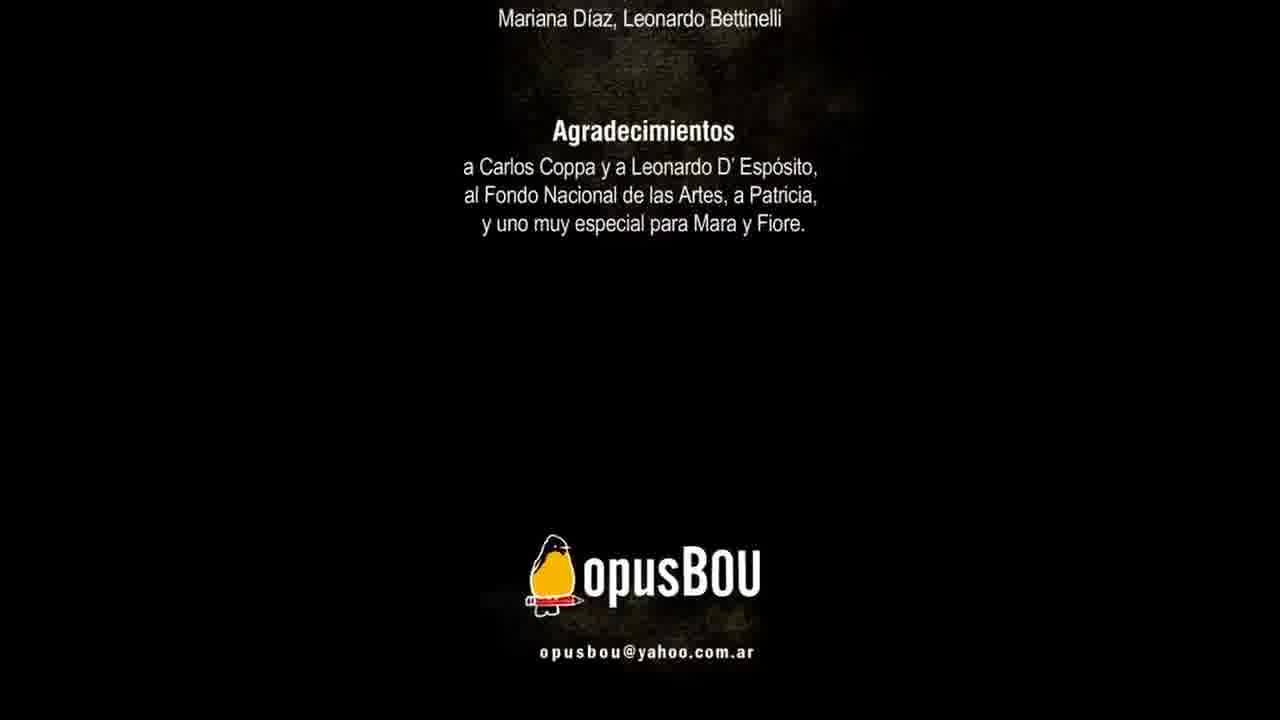 Mariana Díaz, Leonardo Bettinelli
Agradecimientos
a Carlos Coppa y a Leonardo D' Espósito,
al Fondo Nacional de las Artes, a Patricia,
y uno muy especial para Mara y Fiore.
opusBOU
opusbou@yahoo.com.ar